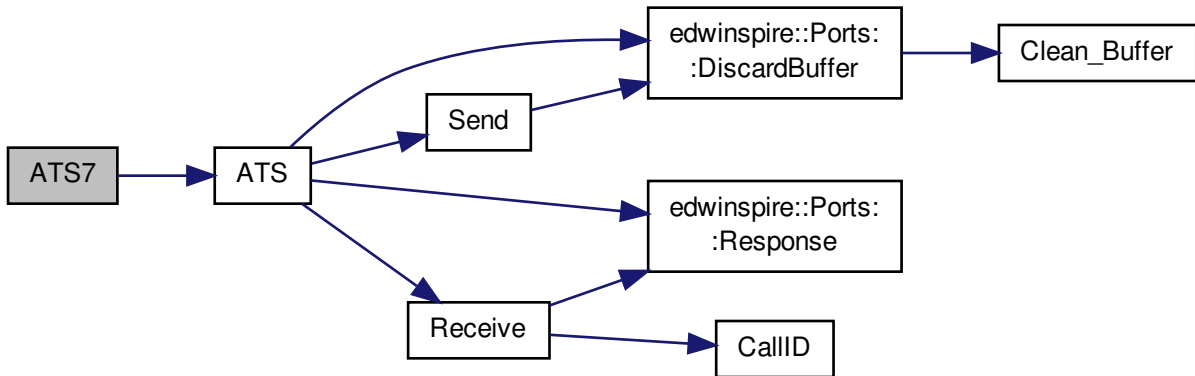 ATS7
ATS
Send
Receive
edwinspire::Ports:
:DiscardBuffer
edwinspire::Ports:
:Response
CallID
Clean_Buffer